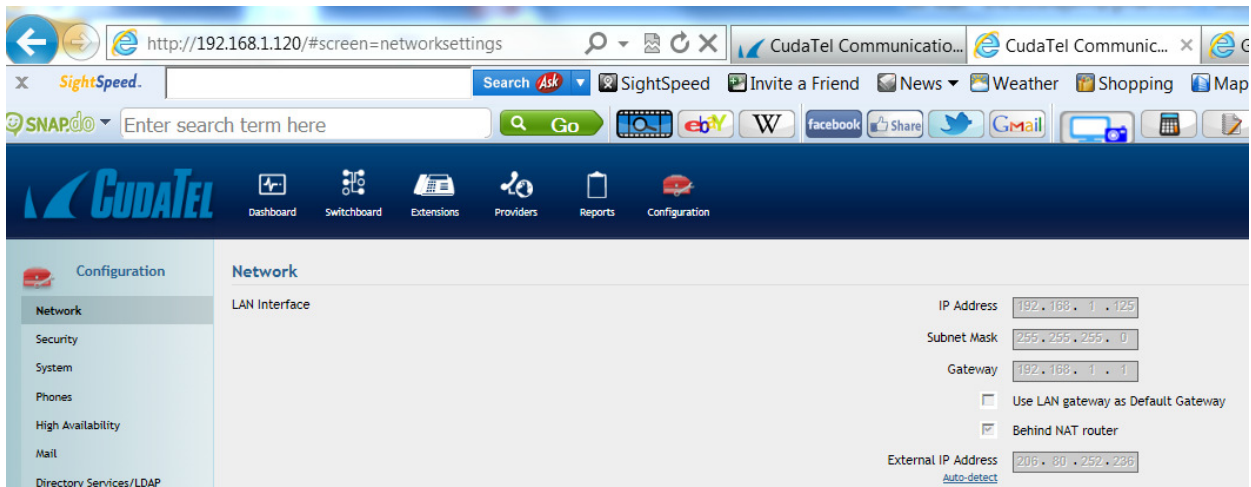 http://192.168.1.120/#screen=networksettings CudaTel Communicatio... CudaTel Communic... × G
x SightSpeed. Search Ask SightSpeed Invite a Friend News Weather Shopping Map
SNAP.do Enter search term here Go ebY W facebook Share GMail
CUDATEL
Dashboard Switchboard Extensions Providers Reports Configuration
Configuration
Network
Security
System
Phones
High Availability
Mail
Directory Services/LDAP
Network
LAN Interface
IP Address 192.168. 1 .125
Subnet Mask 255.255.255. 0
Gateway 192.168. 1 . 1
Use LAN gateway as Default Gateway
Behind NAT router
External IP Address 206. 80 .252.236
Auto-detect